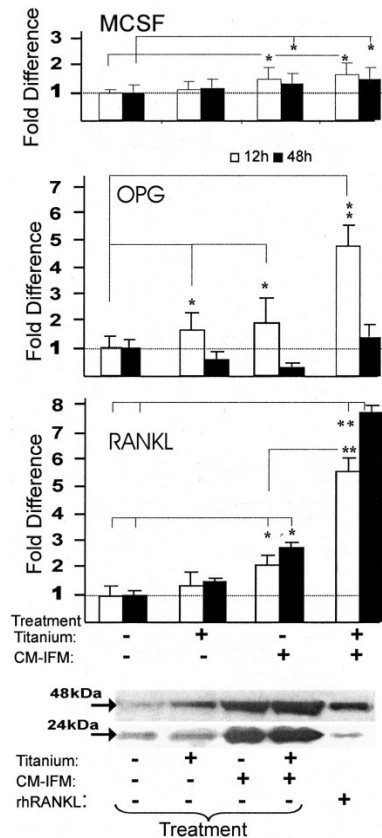 MCSF
Fold Difference
3
2
1
* * * *
12h 48h
OPG
Fold Difference
7
6
5
4
3
2
1
* * * *
RANKL
Fold Difference
8
7
6
5
4
3
2
1
* * ** **
Treatment
Titanium: - + - +
CM-IFM: - - + +
48kDa
24kDa
Titanium: - + - +
CM-IFM: - - + +
rhRANKL: - - - - +
Treatment